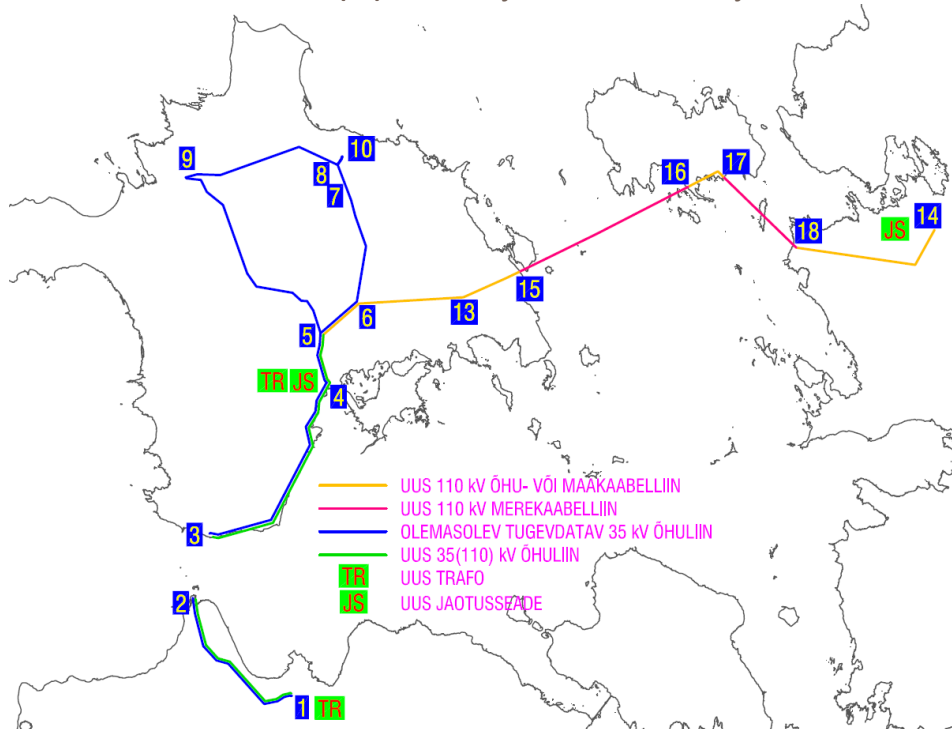 10
9
8
7
16
17
14
JS
18
15
6
13
5
TR JS
4
UUS 110 kV ÕHU- VÕI MAAKAABELLIIN
UUS 110 kV MEREKAABELLIIN
3
OLEMASOLEV TUGEVDATAV 35 kV ÕHULIIN
UUS 35(110) kV ÕHULIIN
TR UUS TRAFO
JS UUS JAOTUSSEADE
2
1 TR